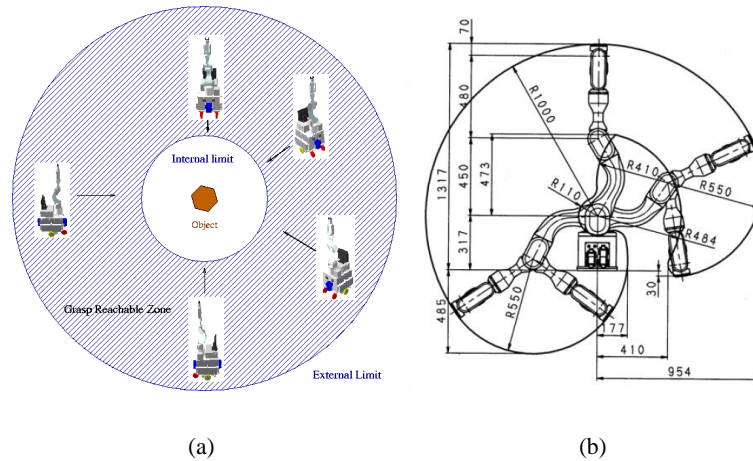 Internal limit
Object
Grasp Reachable Zone
External Limit
(a)
70
480
R1000
1317
450
473
R410
R550
R110
R484
317
30
485
R550
177
410
954
(b)